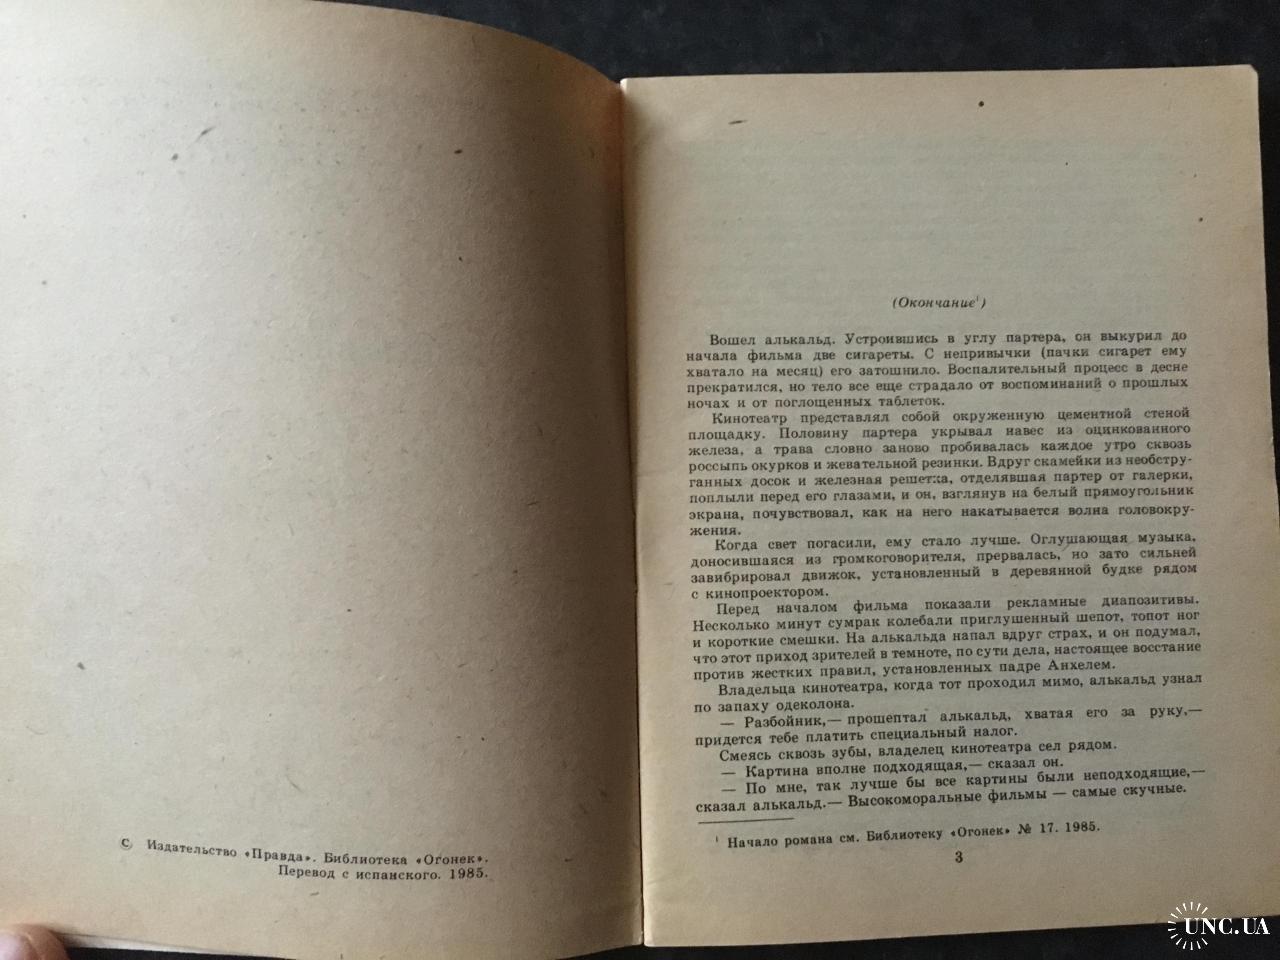 © Издательство «Правда». Библиотека «Огонек».
Перевод с испанского. 1985.
(Окончание¹)
Вошел алькальд. Устроившись в углу партера, он выкурил до
начала фильма две сигареты. С непривычки (пачки сигарет ему
хватало на месяц) его затошнило. Воспалительный процесс в десне
прекратился, но тело все еще страдало от воспоминаний о прошлых
ночах и от поглощенных таблеток.
Кинотеатр представлял собой окруженную цементной стеной
площадку. Половину партера укрывал навес из оцинкованного
железа, а трава словно заново пробивалась каждое утро сквозь
россыпь окурков и жевательной резинки. Вдруг скамейки из необстру-
ганных досок и железная решетка, отделявшая партер от галерки,
поплыли перед его глазами, и он, взглянув на белый прямоугольник
экрана, почувствовал, как на него накатывается волна головокру-
жения.
Когда свет погасили, ему стало лучше. Оглушающая музыка,
доносившаяся из громкоговорителя, прервалась, но зато сильней
завибрировал движок, установленный в деревянной будке рядом
с кинопроектором.
Перед началом фильма показали рекламные диапозитивы.
Несколько минут сумрак колебали приглушенный шепот, топот ног
и короткие смешки. На алькальда напал вдруг страх, и он подумал,
что этот приход зрителей в темноте, по сути дела, настоящее восстание
против жестких правил, установленных падре Анхелем.
Владельца кинотеатра, когда тот проходил мимо, алькальд узнал
по запаху одеколона.
— Разбойник,— прошептал алькальд, хватая его за руку,—
придется тебе платить специальный налог.
Смеясь сквозь зубы, владелец кинотеатра сел рядом.
— Картина вполне подходящая,— сказал он.
— По мне, так лучше бы все картины были неподходящие,—
сказал алькальд.— Высокоморальные фильмы — самые скучные.
¹ Начало романа см. Библиотеку «Огонек» № 17. 1985.
3
UNC.UA